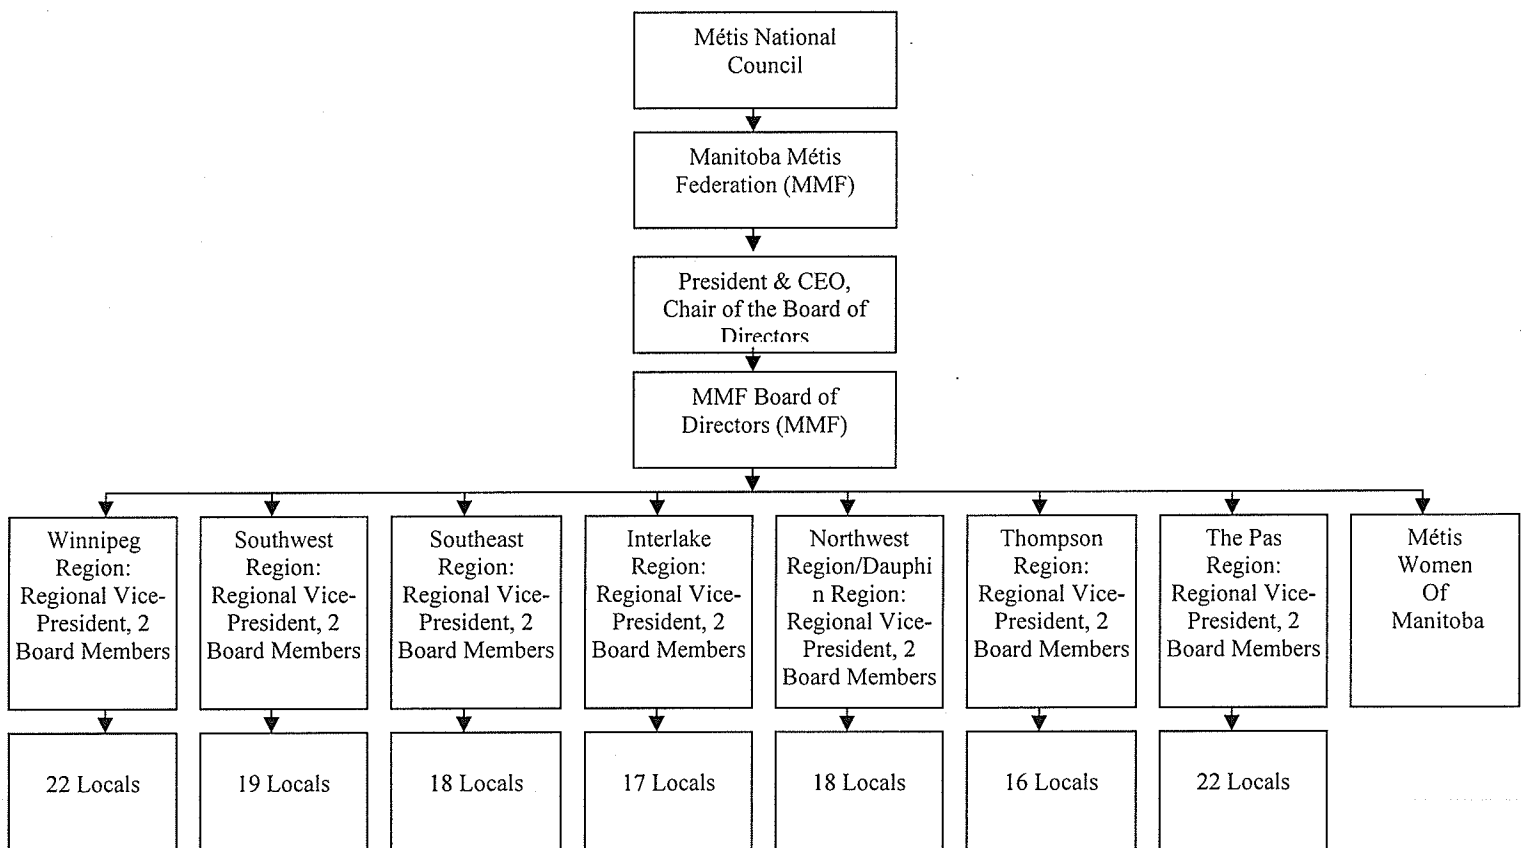 Métis National
Council
Manitoba Métis
Federation (MMF)
President & CEO,
Chair of the Board of
Directors
MMF Board of
Directors (MMF)
Winnipeg
Region:
Regional Vice-
President, 2
Board Members
Southwest
Region:
Regional Vice-
President, 2
Board Members
Southeast
Region:
Regional Vice-
President, 2
Board Members
Interlake
Region:
Regional Vice-
President, 2
Board Members
Northwest
Region/Dauphi
n Region:
Regional Vice-
President, 2
Board Members
Thompson
Region:
Regional Vice-
President, 2
Board Members
The Pas
Region:
Regional Vice-
President, 2
Board Members
Métis
Women
Of
Manitoba
22 Locals
19 Locals
18 Locals
17 Locals
18 Locals
16 Locals
22 Locals